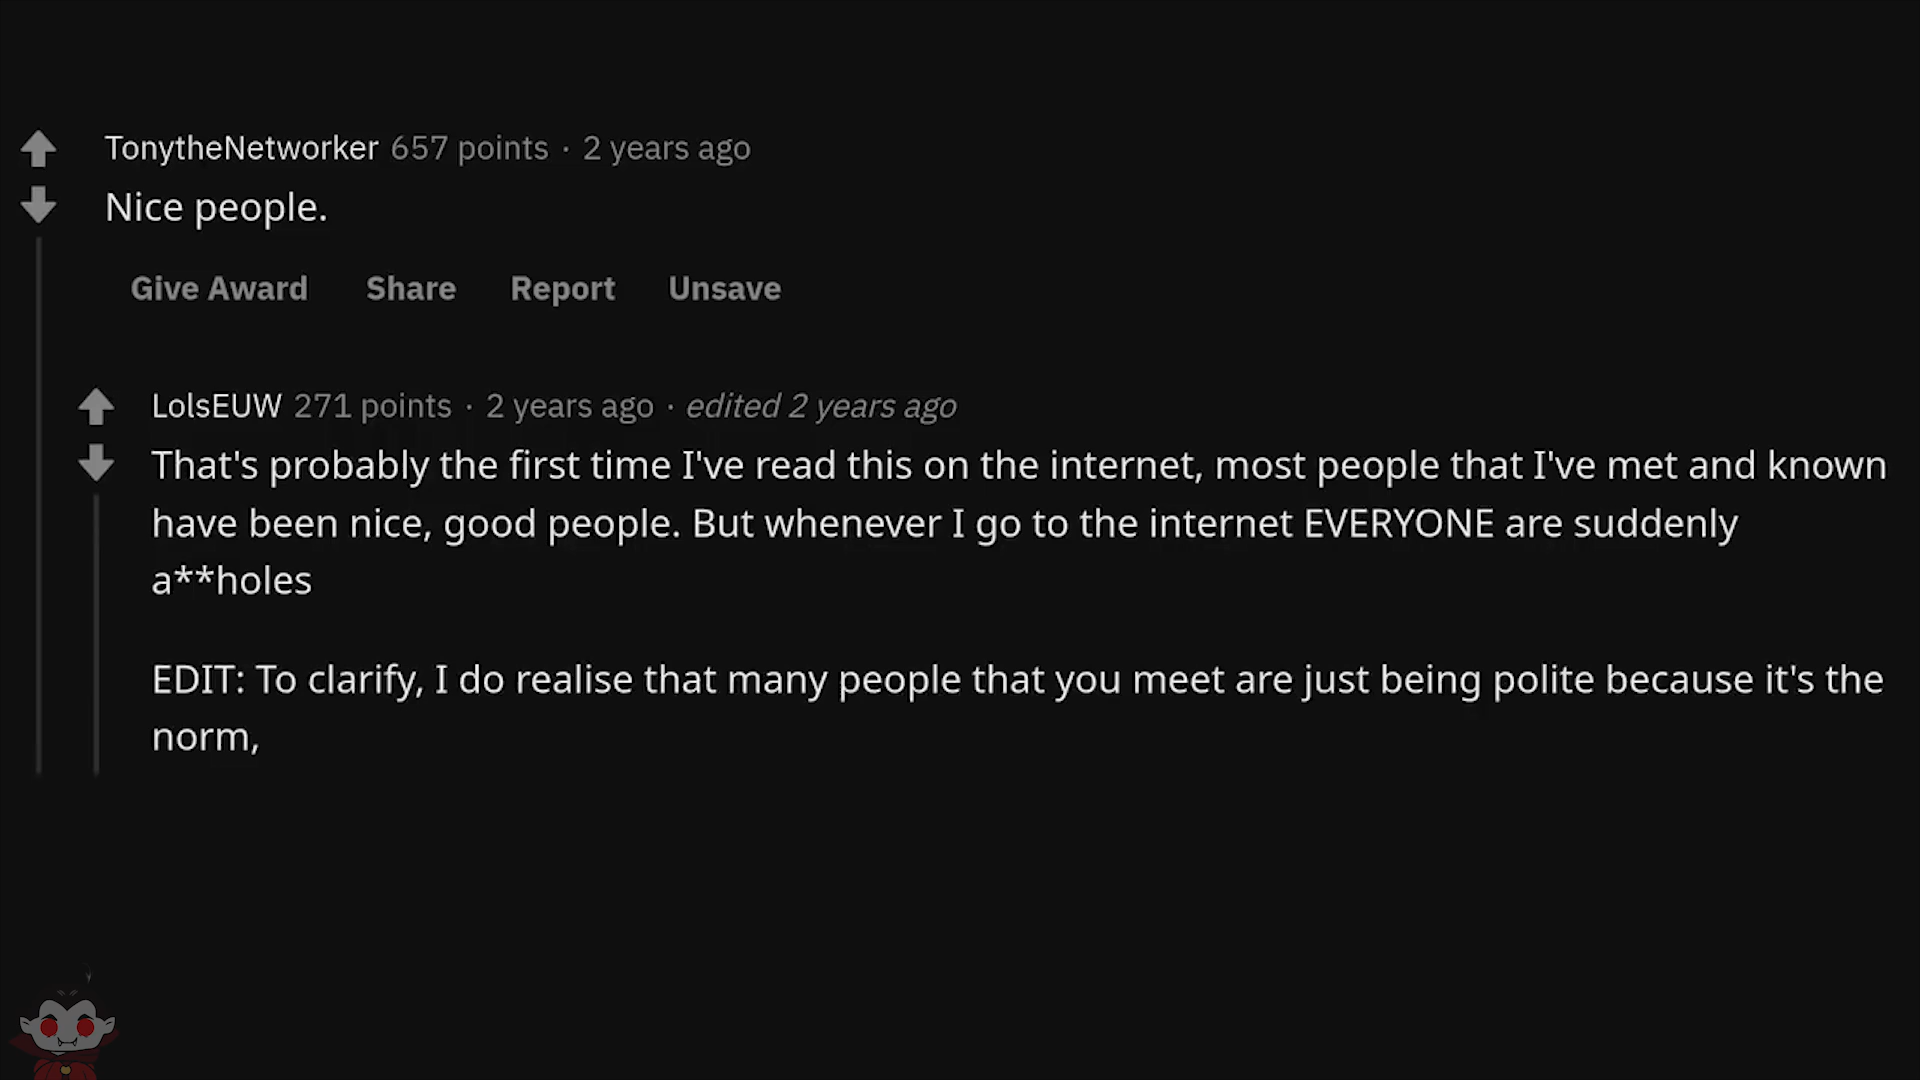 TonytheNetworker 657 points · 2 years ago
Nice people.
Give Award Share Report Unsave
LolsEUW 271 points · 2 years ago · edited 2 years ago
That's probably the first time I've read this on the internet, most people that I've met and known
have been nice, good people. But whenever I go to the internet EVERYONE are suddenly
a**holes
EDIT: To clarify, I do realise that many people that you meet are just being polite because it's the
norm,